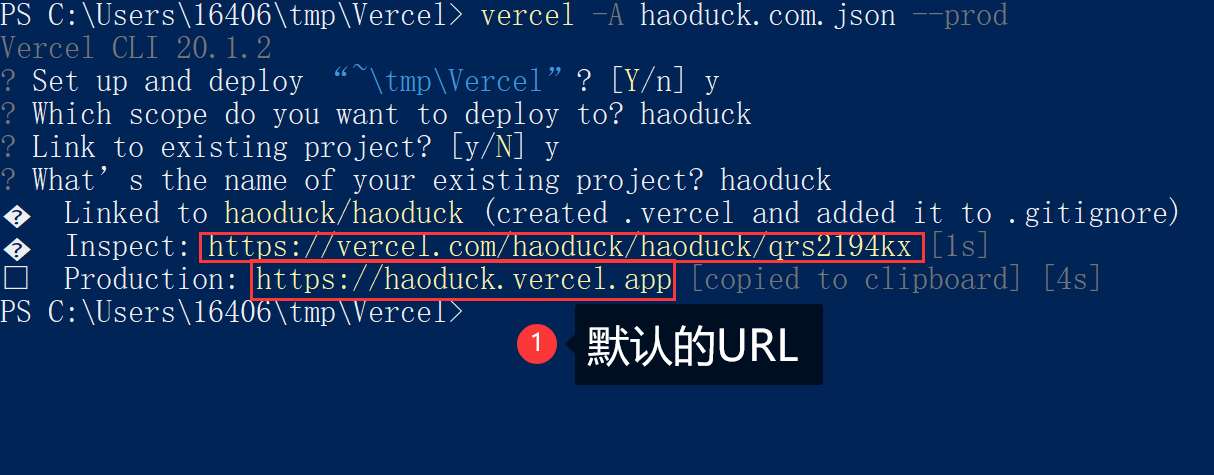 PS C:\Users\16406\tmp\Vercel> vercel -A haoduck.com.json --prod
Vercel CLI 20.1.2
? Set up and deploy “~\tmp\Vercel”? [Y/n] y
? Which scope do you want to deploy to? haoduck
? Link to existing project? [y/N] y
? What’s the name of your existing project? haoduck
� Linked to haoduck/haoduck (created .vercel and added it to .gitignore)
� Inspect: https://vercel.com/haoduck/haoduck/qrs2194kx [1s]
□ Production: https://haoduck.vercel.app [copied to clipboard] [4s]
PS C:\Users\16406\tmp\Vercel>
1 默认的URL